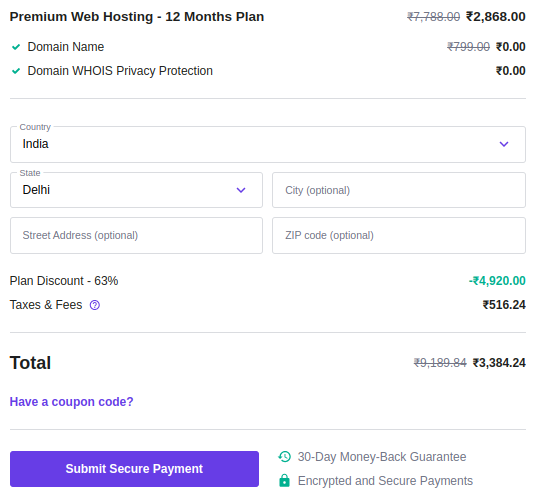 Premium Web Hosting - 12 Months Plan ₹7,788.00 ₹2,868.00
Domain Name ₹799.00 ₹0.00
Domain WHOIS Privacy Protection ₹0.00
Country
India
State
Delhi
City (optional)
Street Address (optional) ZIP code (optional)
Plan Discount - 63% -₹4,920.00
Taxes & Fees ₹516.24
Total ₹9,189.84 ₹3,384.24
Have a coupon code?
Submit Secure Payment
30-Day Money-Back Guarantee
Encrypted and Secure Payments